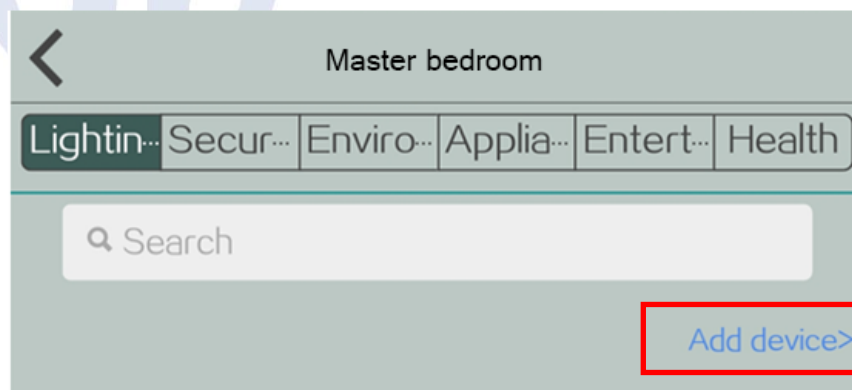 Master bedroom
Lightin... Secur... Enviro... Applia... Entert... Health
Search
Add device>